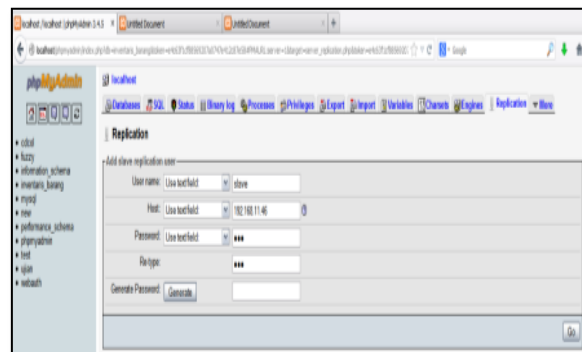 localhost / localhost | phpMyAdmin 3.4.5
Untitled Document
Untitled Document
Google
phpMyAdmin
cdcol
fuzzy
information_schema
inventaris_barang
mysql
new
performance_schema
phpmyadmin
test
ujian
webauth
localhost
Databases SQL Status Binary log Processes Privileges Export Import Variables Charsets Engines Replication More
Replication
Add slave replication user
User name: Use text field: slave
Host: Use text field: 192.168.11.46
Password: Use text field: •••
Re-type: •••
Generate Password: Generate
Go